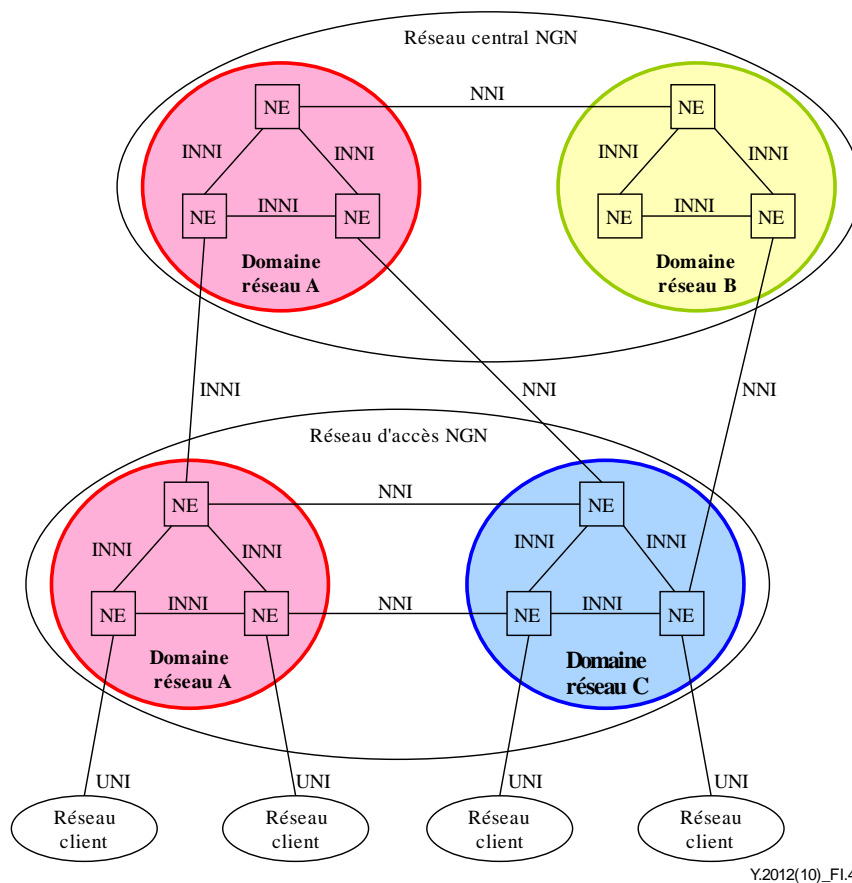 Réseau central NGN
NE
NNI
NE
INNI
INNI
INNI
INNI
NE
INNI
NE
NE
INNI
NE
Domaine
réseau A
Domaine
réseau B
INNI
NNI
NNI
Réseau d'accès NGN
NE
NNI
NE
INNI
INNI
INNI
INNI
NE
INNI
NE
NNI
NE
INNI
NE
Domaine
réseau A
Domaine
réseau C
UNI
UNI
UNI
UNI
Réseau
client
Réseau
client
Réseau
client
Réseau
client
Y.2012(10)_FI.4